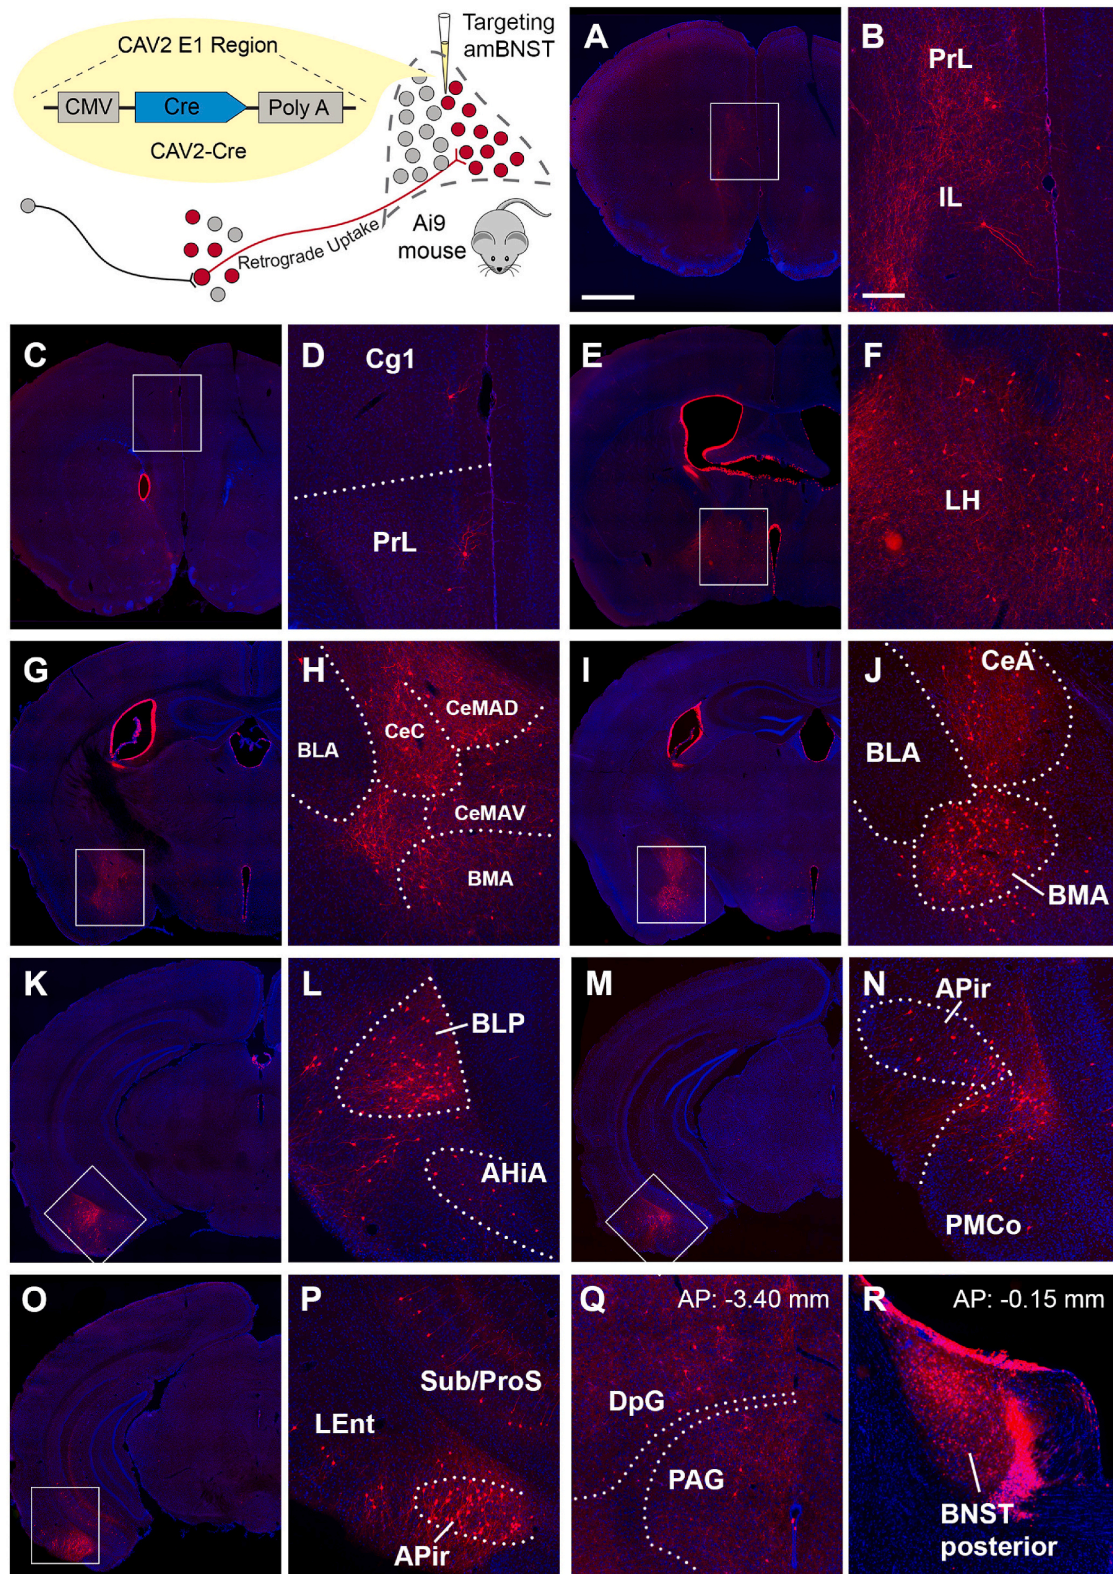 CAV2 E1 Region
CMV
Cre
Poly A
CAV2-Cre
Targeting
amBNST
Retrograde Uptake
Ai9
mouse
A
B
PrL
IL
C
D
Cg1
PrL
E
F
LH
G
H
CeMAD
CeC
BLA
CeMAV
BMA
I
J
CeA
BLA
BMA
K
L
BLP
AHiA
M
N
APir
PMCo
O
P
Sub/ProS
LEnt
APir
Q
AP: -3.40 mm
DpG
PAG
R
AP: -0.15 mm
BNST
posterior